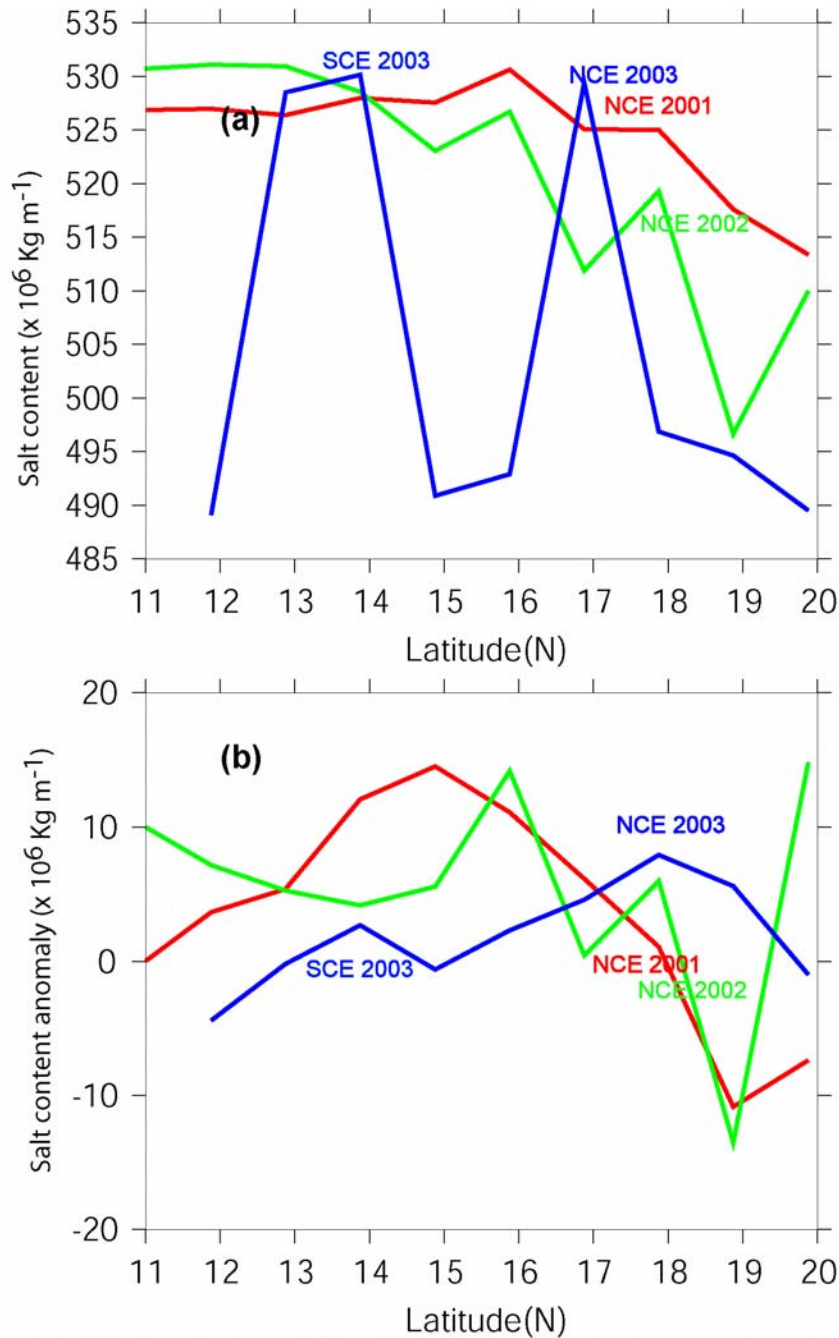 535
530
525
520
515
510
505
500
495
490
485
Salt content (x 10⁶ Kg m⁻¹)
(a)
SCE 2003
NCE 2003
NCE 2001
NCE 2002
11 12 13 14 15 16 17 18 19 20
Latitude(N)
20
10
0
-10
-20
Salt content anomaly (x 10⁶ Kg m⁻¹)
(b)
NCE 2003
SCE 2003
NCE 2001
NCE 2002
11 12 13 14 15 16 17 18 19 20
Latitude(N)